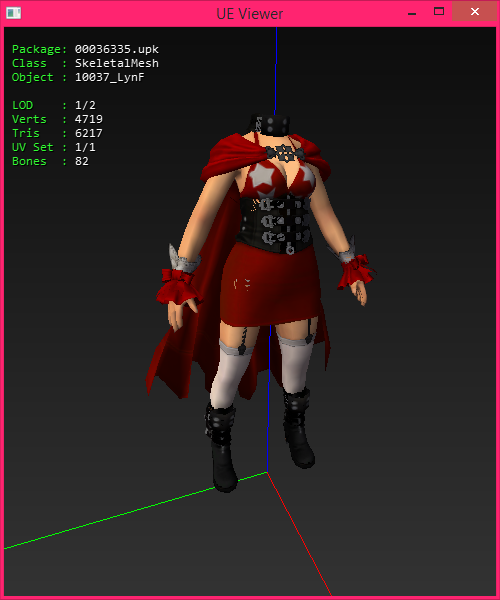 UE Viewer
Package: 00036335.upk
Class  : SkeletalMesh
Object : 10037_LynF
LOD    : 1/2
Verts  : 4719
Tris   : 6217
UV Set : 1/1
Bones  : 82